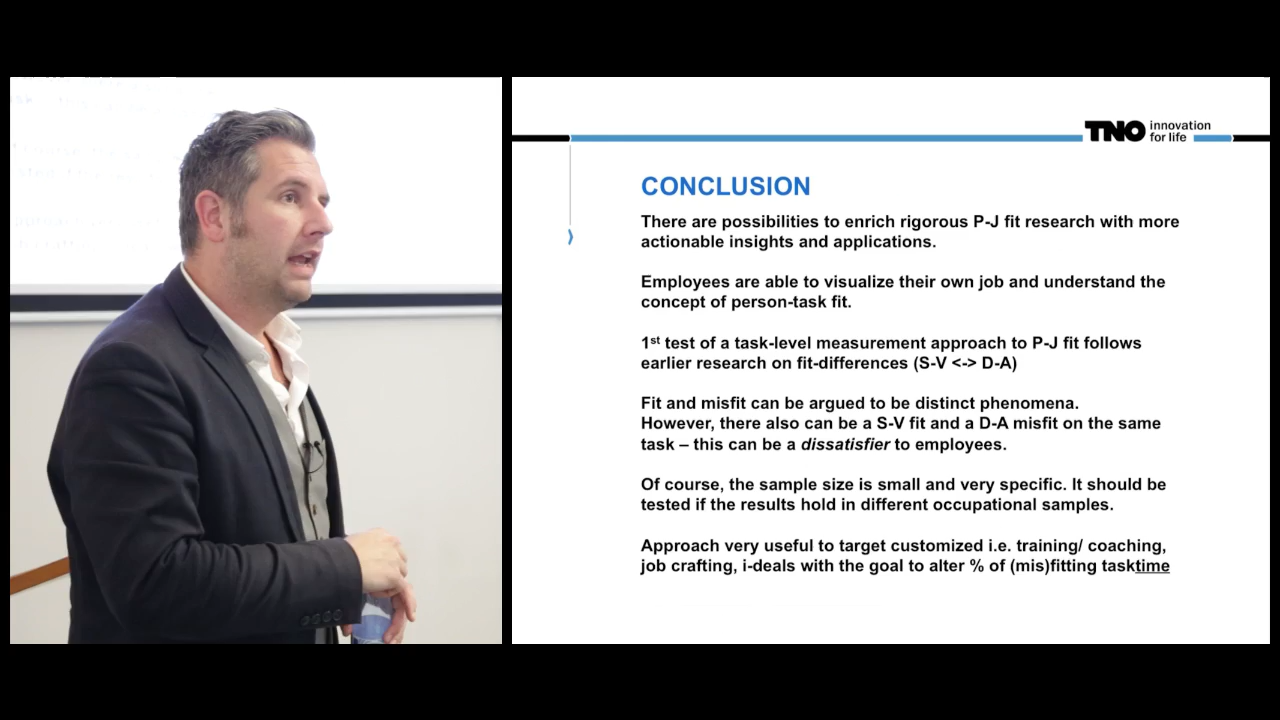 TNO innovation
for life
CONCLUSION
There are possibilities to enrich rigorous P-J fit research with more
actionable insights and applications.
Employees are able to visualize their own job and understand the
concept of person-task fit.
1st test of a task-level measurement approach to P-J fit follows
earlier research on fit-differences (S-V <-> D-A)
Fit and misfit can be argued to be distinct phenomena.
However, there also can be a S-V fit and a D-A misfit on the same
task – this can be a dissatisfier to employees.
Of course, the sample size is small and very specific. It should be
tested if the results hold in different occupational samples.
Approach very useful to target customized i.e. training/ coaching,
job crafting, i-deals with the goal to alter % of (mis)fitting tasktime